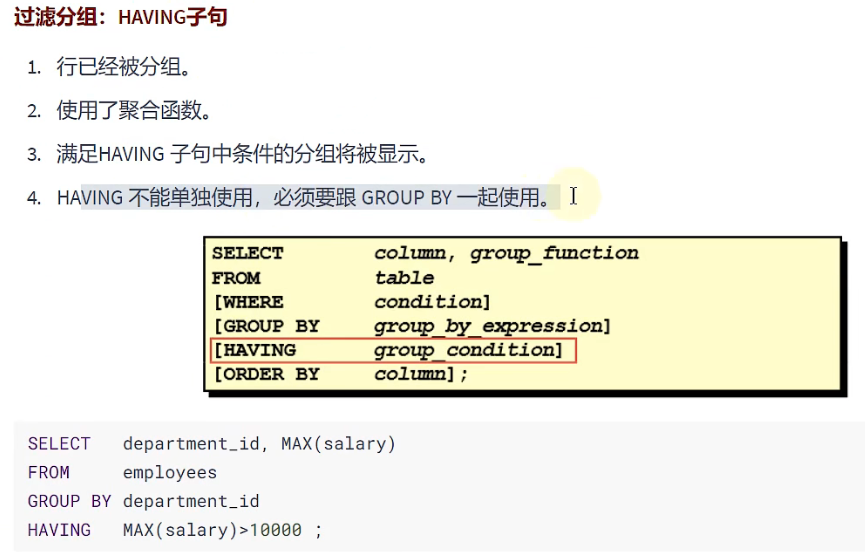 过滤分组：HAVING子句
1. 行已经被分组。
2. 使用了聚合函数。
3. 满足HAVING 子句中条件的分组将被显示。
4. HAVING 不能单独使用，必须要跟 GROUP BY 一起使用。
SELECT column, group_function
FROM table
[WHERE condition]
[GROUP BY group_by_expression]
[HAVING group_condition]
[ORDER BY column];
SELECT department_id, MAX(salary)
FROM employees
GROUP BY department_id
HAVING MAX(salary)>10000 ;